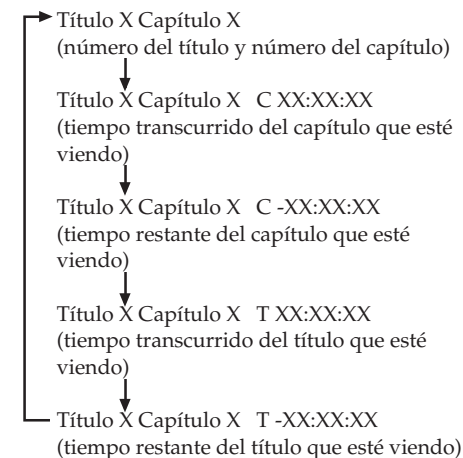 Título X Capítulo X
(número del título y número del capítulo)
Título X Capítulo X C XX:XX:XX
(tiempo transcurrido del capítulo que esté
viendo)
Título X Capítulo X C -XX:XX:XX
(tiempo restante del capítulo que esté
viendo)
Título X Capítulo X T XX:XX:XX
(tiempo transcurrido del título que esté
viendo)
Título X Capítulo X T -XX:XX:XX
(tiempo restante del título que esté viendo)